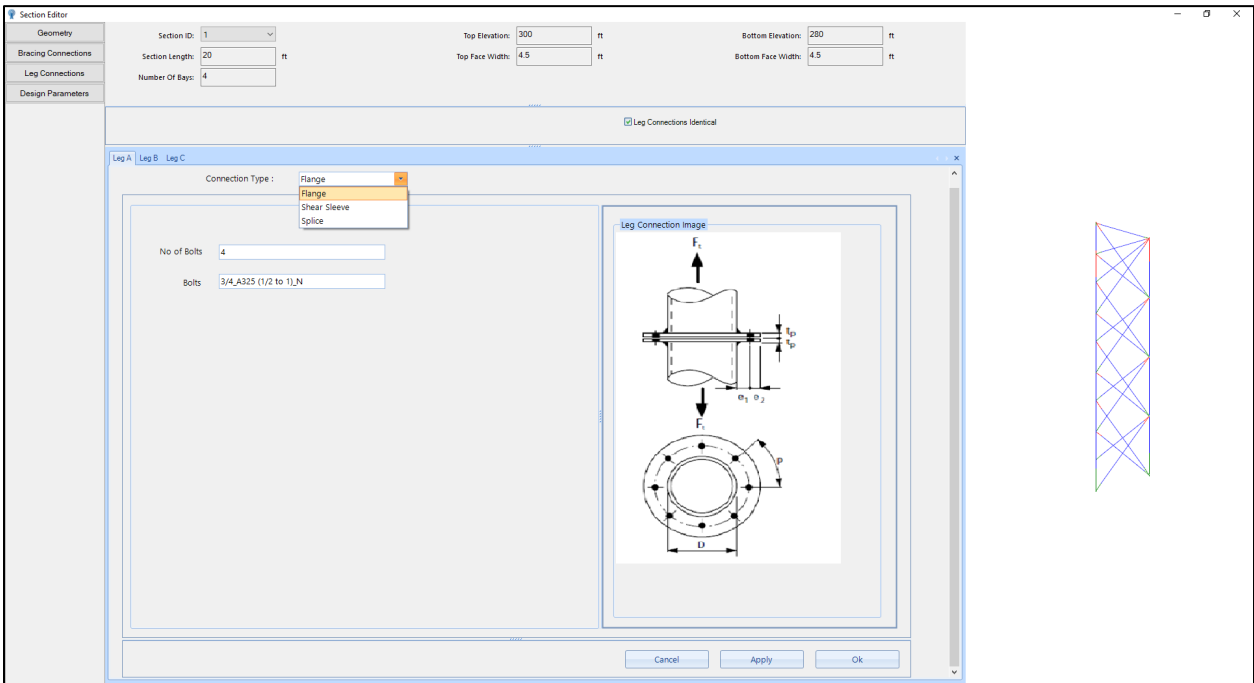 Section Editor
Geometry
Bracing Connections
Leg Connections
Design Parameters
Section ID: 1
Top Elevation: 300 ft
Bottom Elevation: 280 ft
Section Length: 20 ft
Top Face Width: 4.5 ft
Bottom Face Width: 4.5 ft
Number Of Bays: 4
Leg Connections Identical
Leg A Leg B Leg C
Connection Type : Flange
Flange
Shear Sleeve
Splice
No of Bolts 4
Bolts 3/4_A325 (1/2 to 1)_N
Leg Connection Image
Ft
tp
tp
e1 e2
Ft
p
D
Cancel Apply Ok